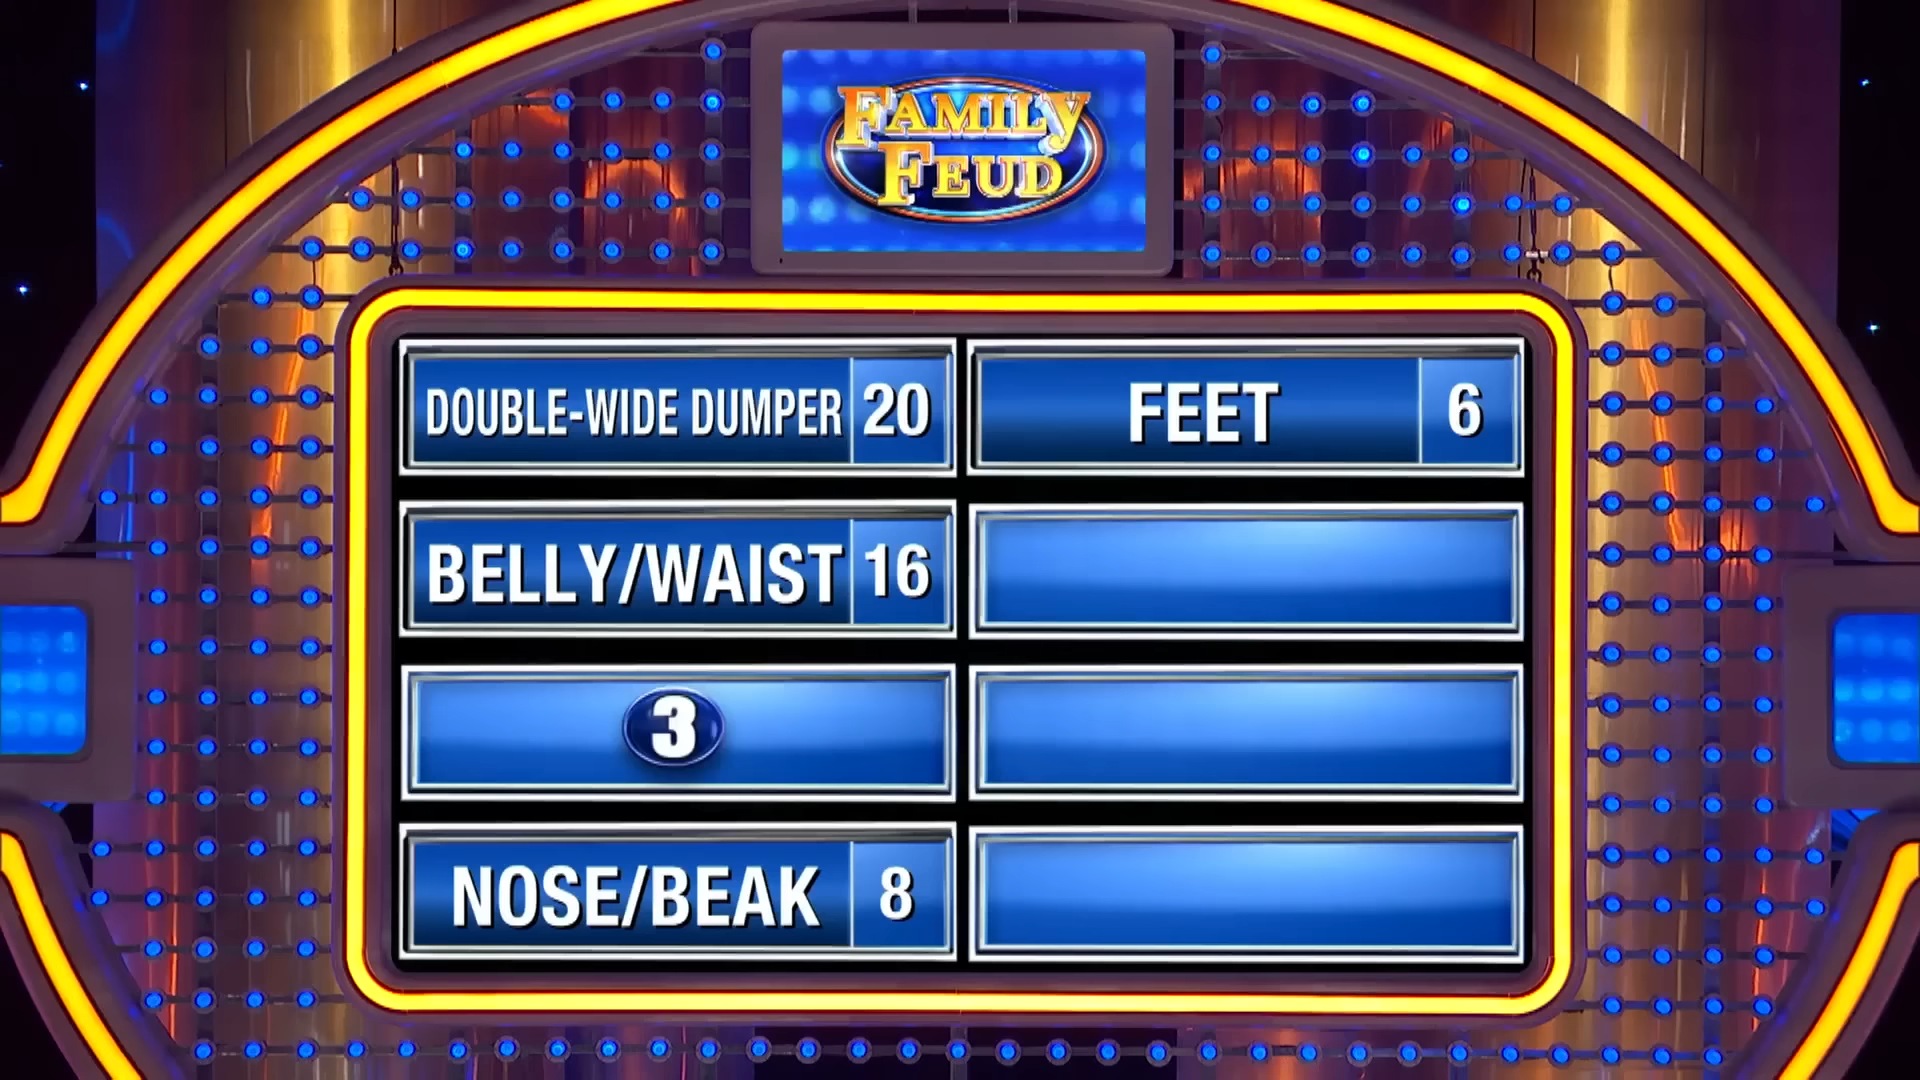 FAMILY
FEUD
DOUBLE-WIDE DUMPER 20
FEET 6
BELLY/WAIST 16
3
NOSE/BEAK 8